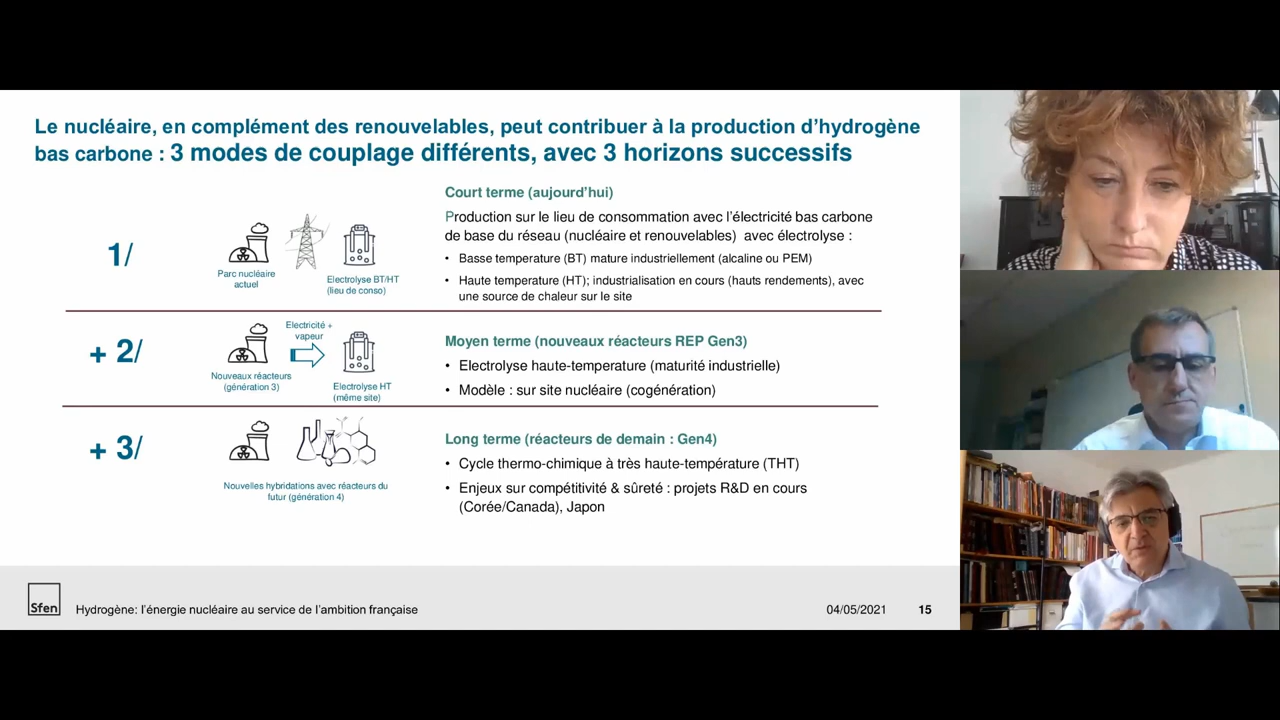 Le nucléaire, en complément des renouvelables, peut contribuer à la production d'hydrogène
bas carbone : 3 modes de couplage différents, avec 3 horizons successifs
1/
Parc nucléaire
actuel
Electrolyse BT/HT
(lieu de conso)
Court terme (aujourd'hui)
Production sur le lieu de consommation avec l'électricité bas carbone
de base du réseau (nucléaire et renouvelables) avec électrolyse :
• Basse temperature (BT) mature industriellement (alcaline ou PEM)
• Haute temperature (HT); industrialisation en cours (hauts rendements), avec
une source de chaleur sur le site
+ 2/
Electricité +
vapeur
Nouveaux réacteurs
(génération 3)
Electrolyse HT
(même site)
Moyen terme (nouveaux réacteurs REP Gen3)
• Electrolyse haute-temperature (maturité industrielle)
• Modèle : sur site nucléaire (cogénération)
+ 3/
Nouvelles hybridations avec réacteurs du
futur (génération 4)
Long terme (réacteurs de demain : Gen4)
• Cycle thermo-chimique à très haute-température (THT)
• Enjeux sur compétitivité & sûreté : projets R&D en cours
(Corée/Canada), Japon
Sfen
Hydrogène: l'énergie nucléaire au service de l'ambition française
04/05/2021
15